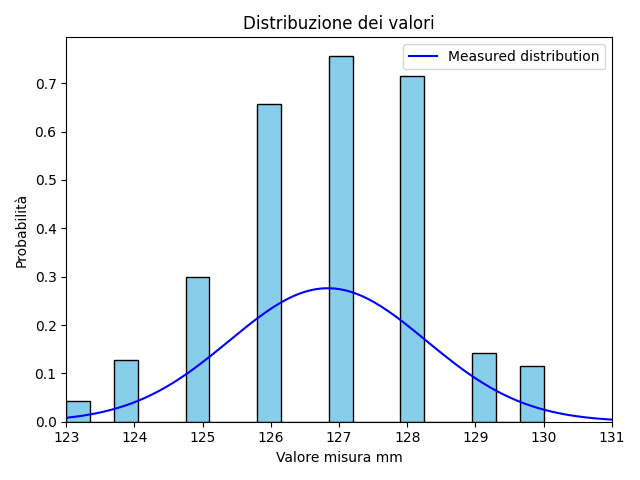 Distribuzione dei valori
Measured distribution
Probabilità
0.7
0.6
0.5
0.4
0.3
0.2
0.1
0.0
123 124 125 126 127 128 129 130 131
Valore misura mm